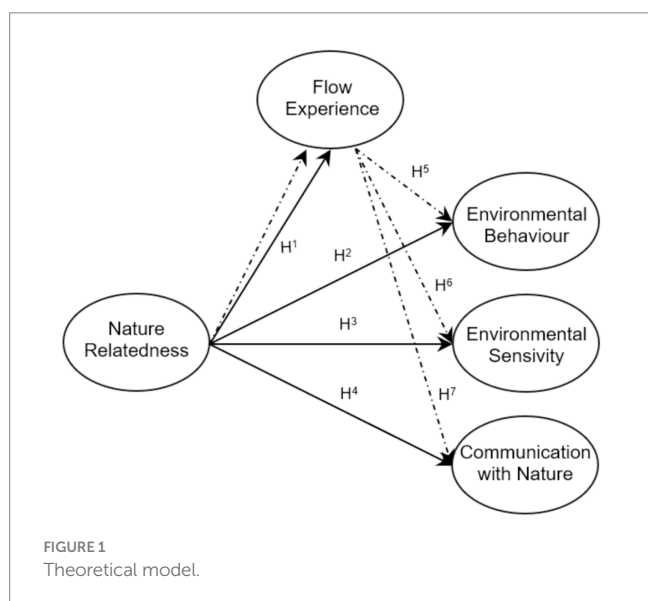 Flow
Experience
H5
Environmental
Behaviour
H1
H2
H6
Nature
Relatedness
H3
Environmental
Sensivity
H4
H7
Communication
with Nature
FIGURE 1
Theoretical model.